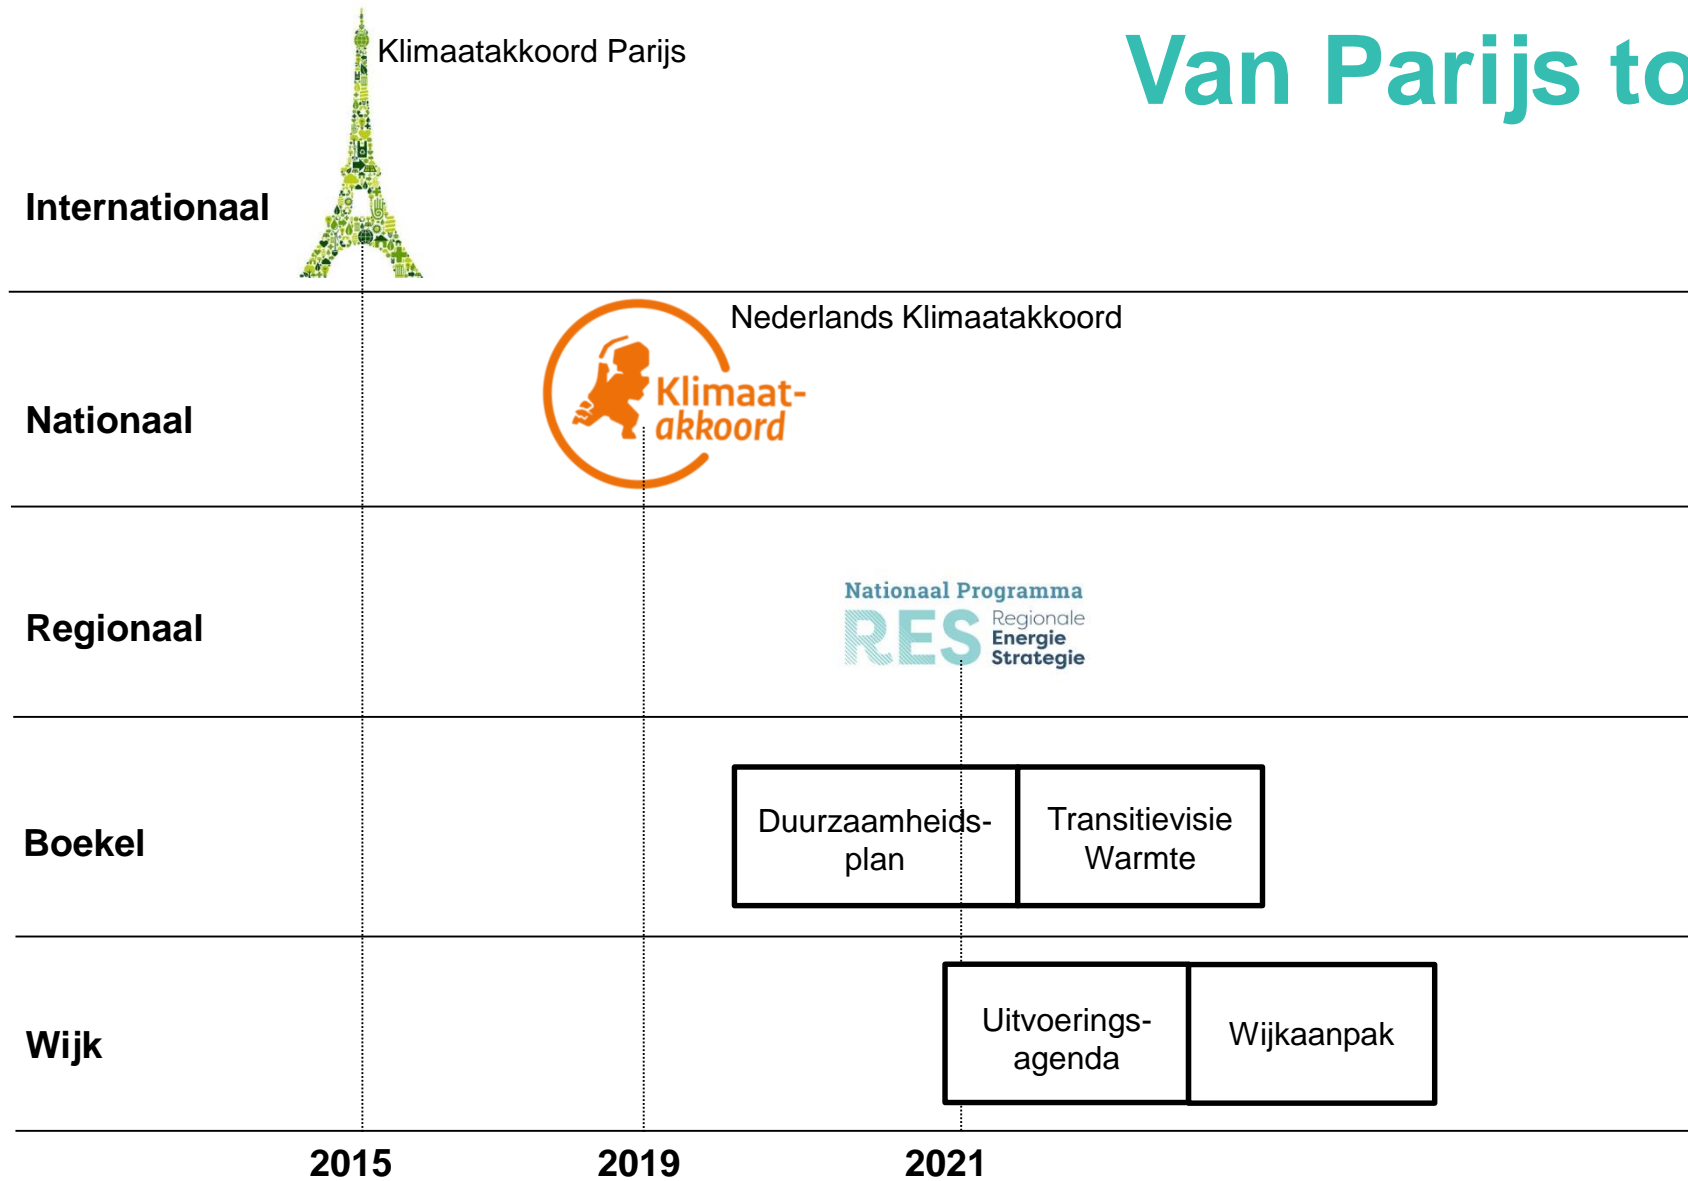 Klimaatakkoord Parijs
Van Parijs to
Internationaal
Nederlands Klimaatakkoord
Klimaat-
akkoord
Nationaal
Nationaal Programma
RES
Regionale
Energie
Strategie
Regionaal
Boekel
Duurzaamheids-
plan
Transitievisie
Warmte
Wijk
Uitvoerings-
agenda
Wijkaanpak
2015
2019
2021